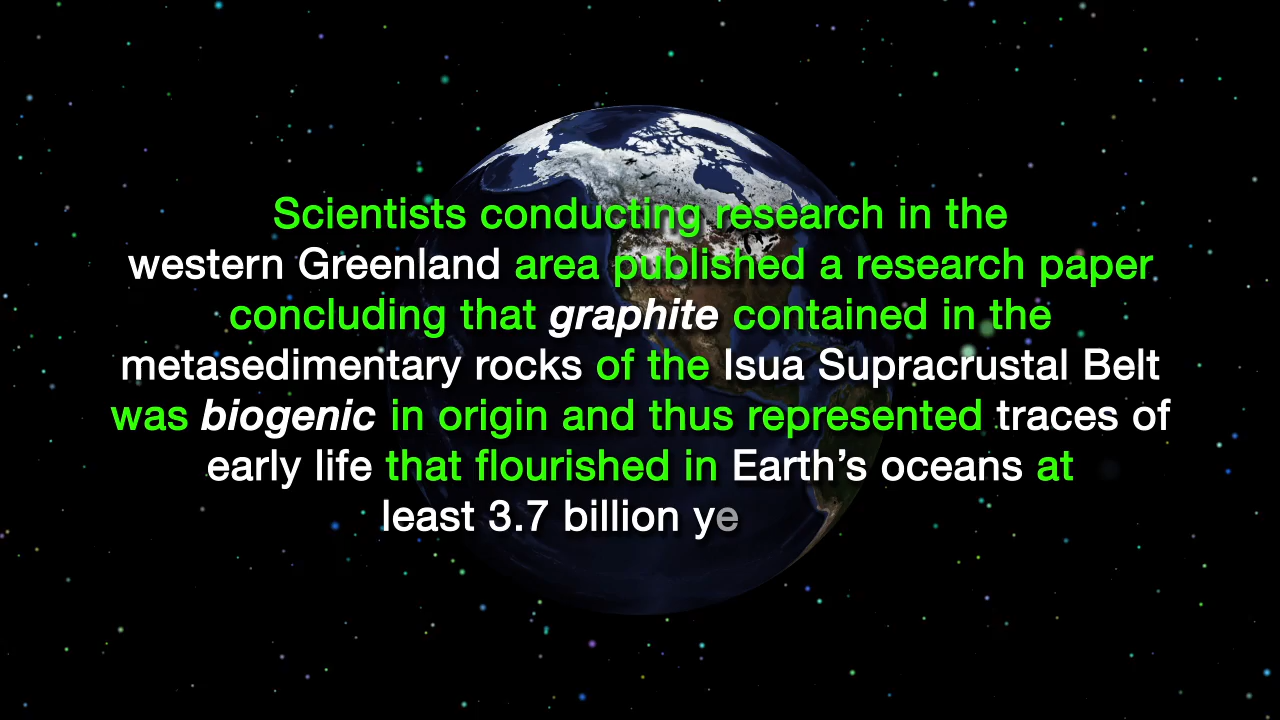 Scientists conducting research in the
western Greenland area published a research paper
concluding that graphite contained in the
metasedimentary rocks of the Isua Supracrustal Belt
was biogenic in origin and thus represented traces of
early life that flourished in Earth’s oceans at
least 3.7 billion ye